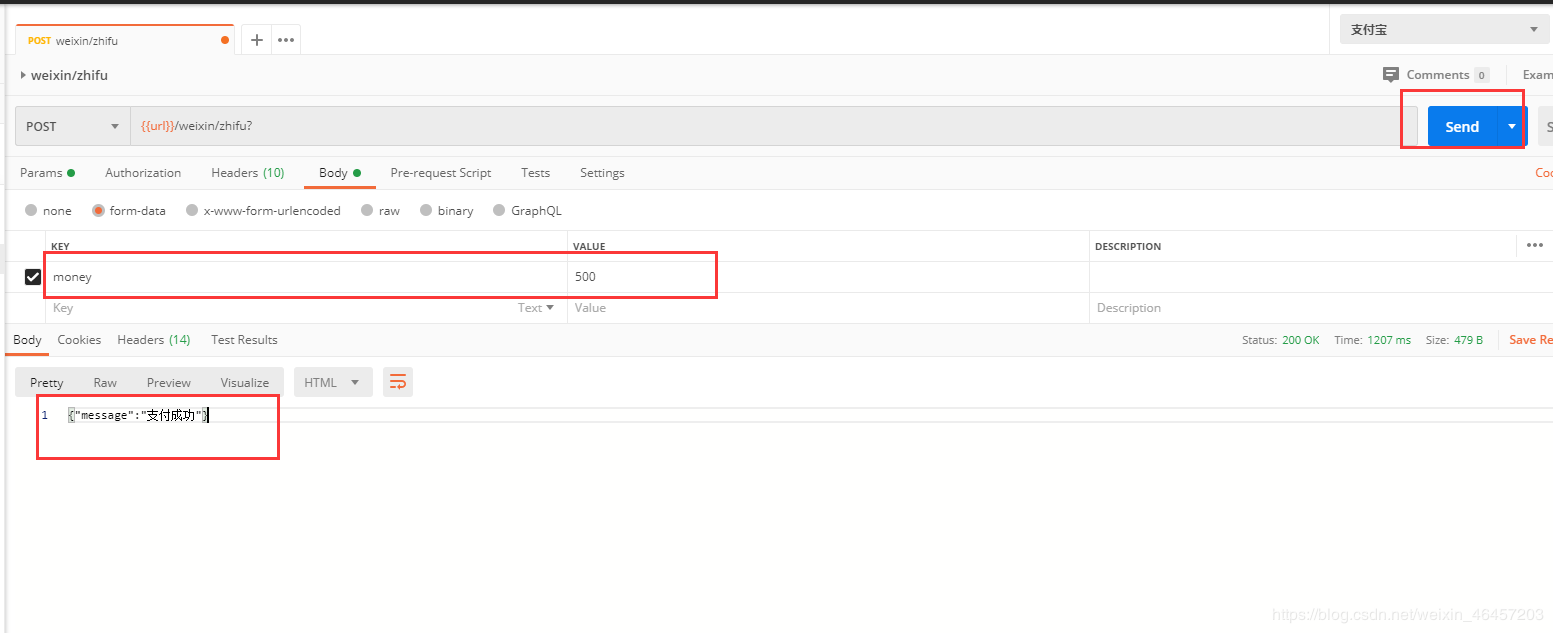 POST weixin/zhifu
支付宝
weixin/zhifu
Comments 0 Exam
POST {{url}}/weixin/zhifu? Send S
Params Authorization Headers (10) Body Pre-request Script Tests Settings Coo
none form-data x-www-form-urlencoded raw binary GraphQL
KEY VALUE DESCRIPTION
money 500
Key Text Value Description
Body Cookies Headers (14) Test Results Status: 200 OK Time: 1207 ms Size: 479 B Save Re
Pretty Raw Preview Visualize HTML
1 {"message":"支付成功"}
https://blog.csdn.net/weixin_46457203